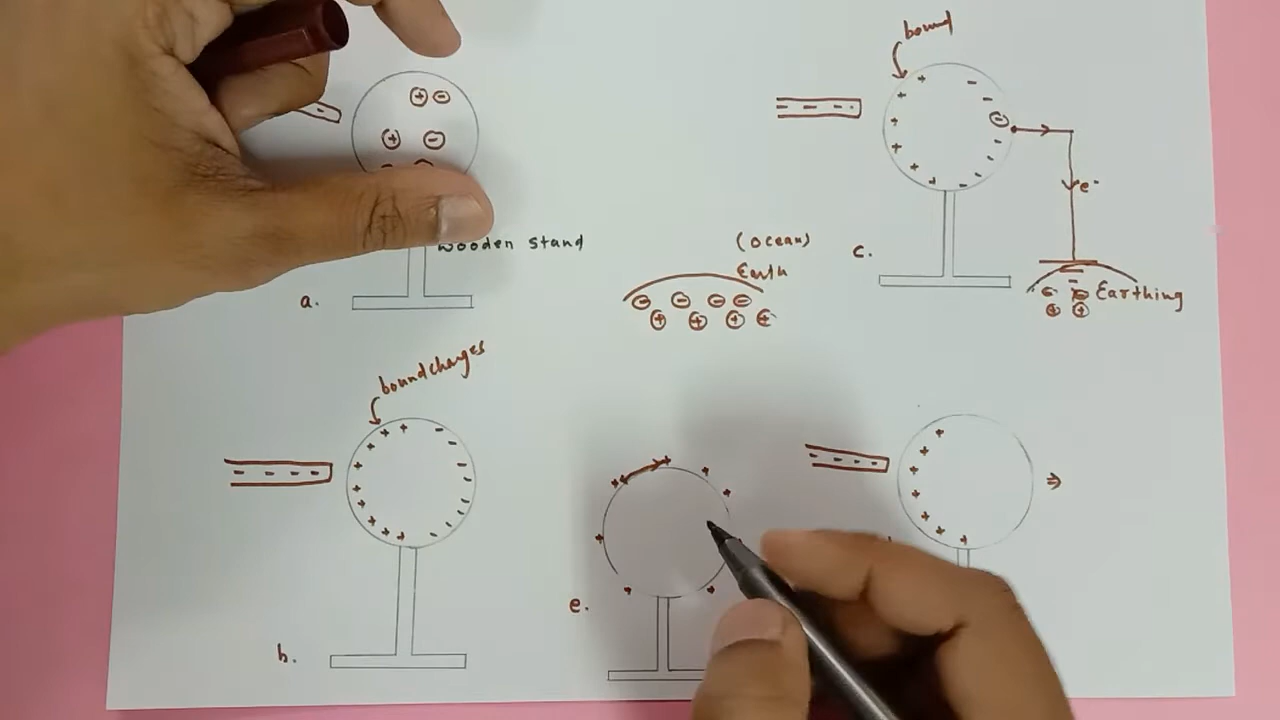 Wooden Stand
a.
bound
e-
(Ocean)
Earth
c.
Earthing
bound charges
b.
e.